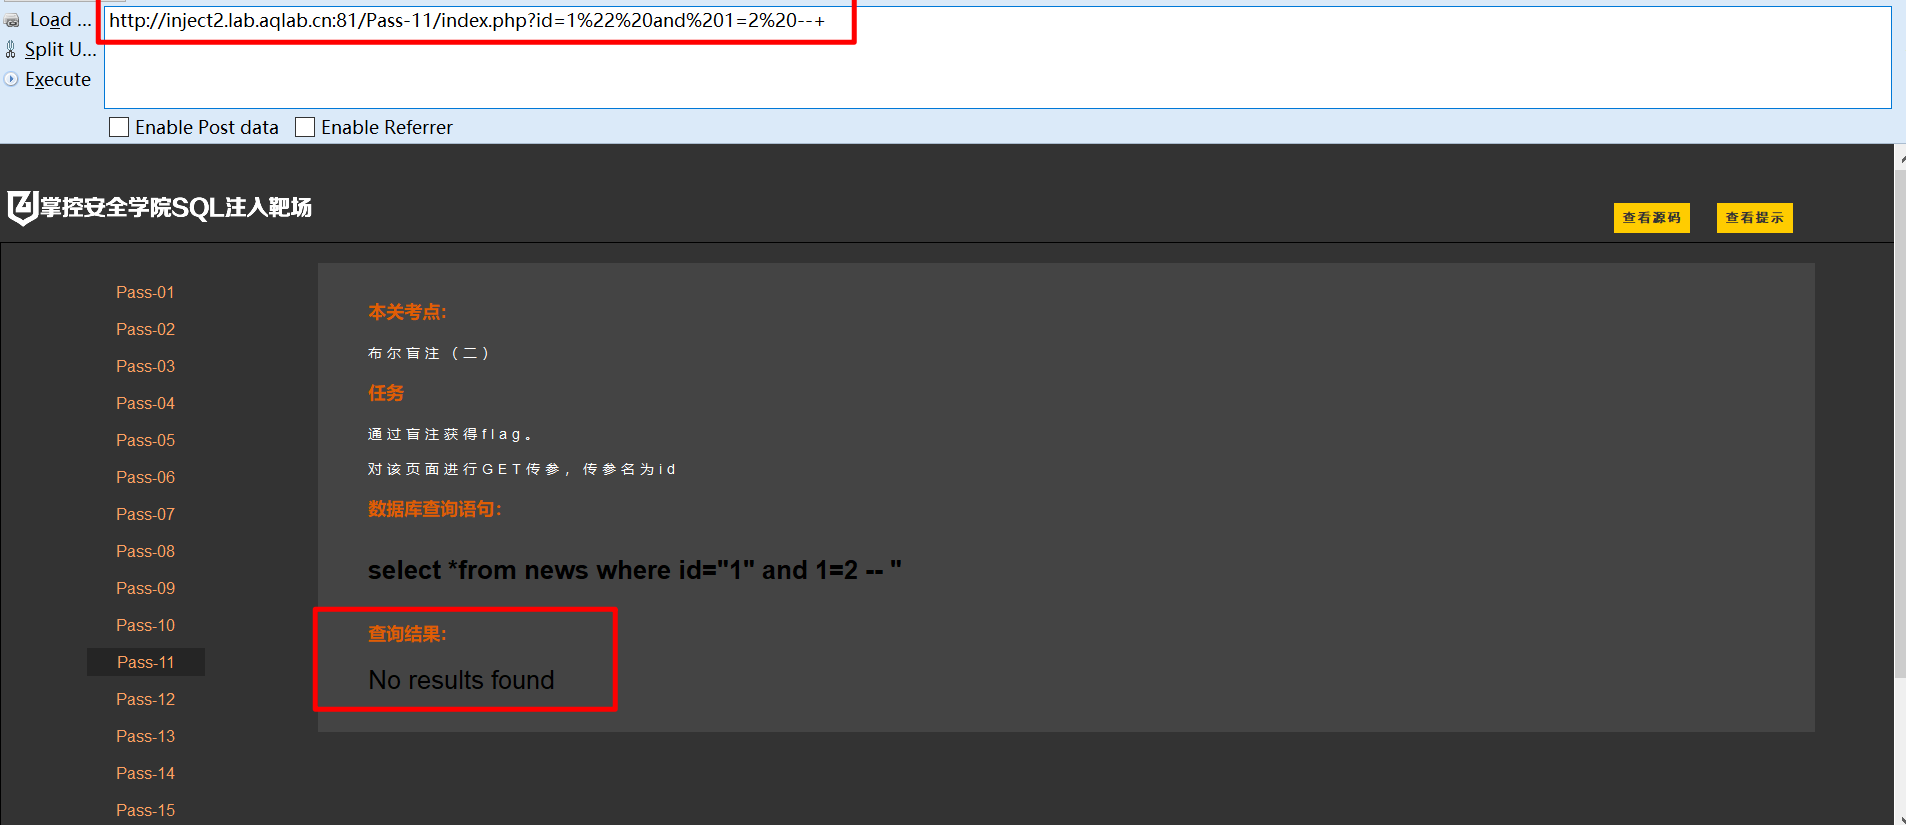 Load ...
http://inject2.lab.aqlab.cn:81/Pass-11/index.php?id=1%22%20and%201=2%20--+
Split U...
Execute
Enable Post data
Enable Referrer
掌控安全学院SQL注入靶场
查看源码
查看提示
Pass-01
Pass-02
Pass-03
Pass-04
Pass-05
Pass-06
Pass-07
Pass-08
Pass-09
Pass-10
Pass-11
Pass-12
Pass-13
Pass-14
Pass-15
本关考点:
布尔盲注（二）
任务
通过盲注获得flag。
对该页面进行GET传参，传参名为id
数据库查询语句:
select *from news where id="1" and 1=2 -- "
查询结果:
No results found